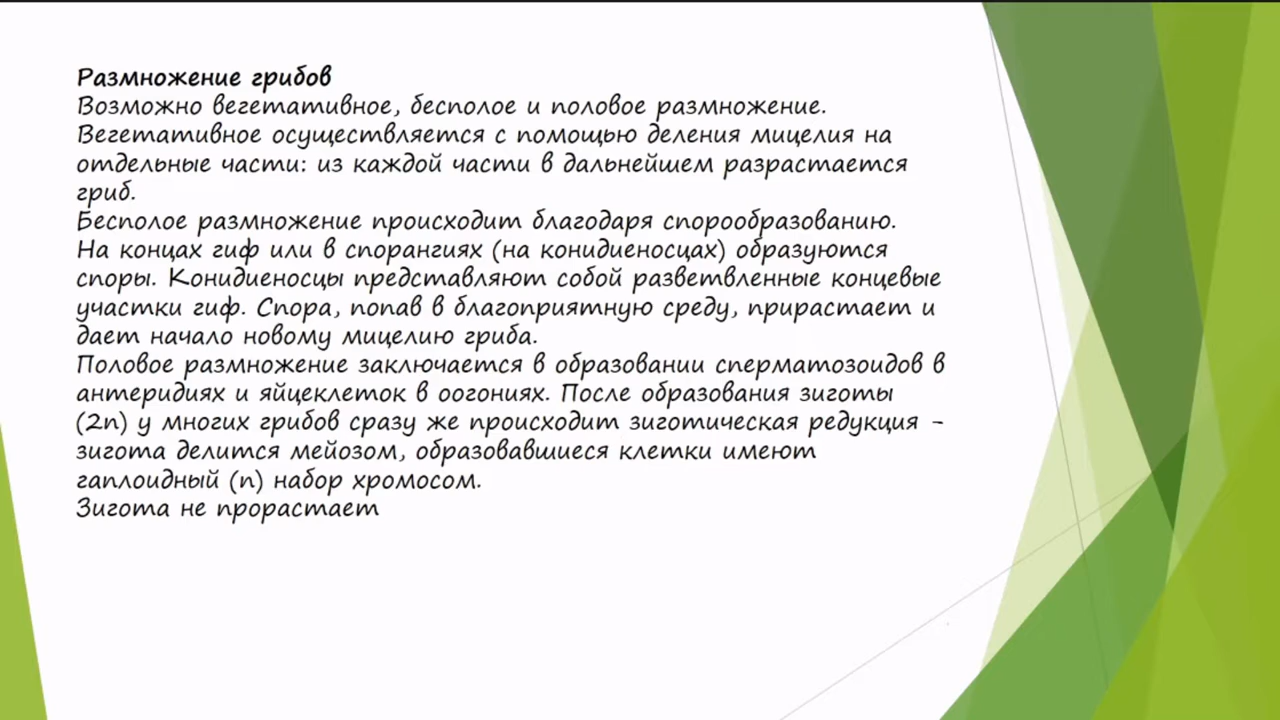 Размножение грибов
Возможно вегетативное, бесполое и половое размножение.
Вегетативное осуществляется с помощью деления мицелия на
отдельные части: из каждой части в дальнейшем разрастается
гриб.
Бесполое размножение происходит благодаря спорообразованию.
На концах гиф или в спорангиях (на конидиеносцах) образуются
споры. Конидиеносцы представляют собой разветвленные концевые
участки гиф. Спора, попав в благоприятную среду, прирастает и
дает начало новому мицелию гриба.
Половое размножение заключается в образовании сперматозоидов в
антеридиях и яйцеклеток в оогониях. После образования зиготы
(2n) у многих грибов сразу же происходит зиготическая редукция -
зигота делится мейозом, образовавшиеся клетки имеют
гаплоидный (n) набор хромосом.
Зигота не прорастает